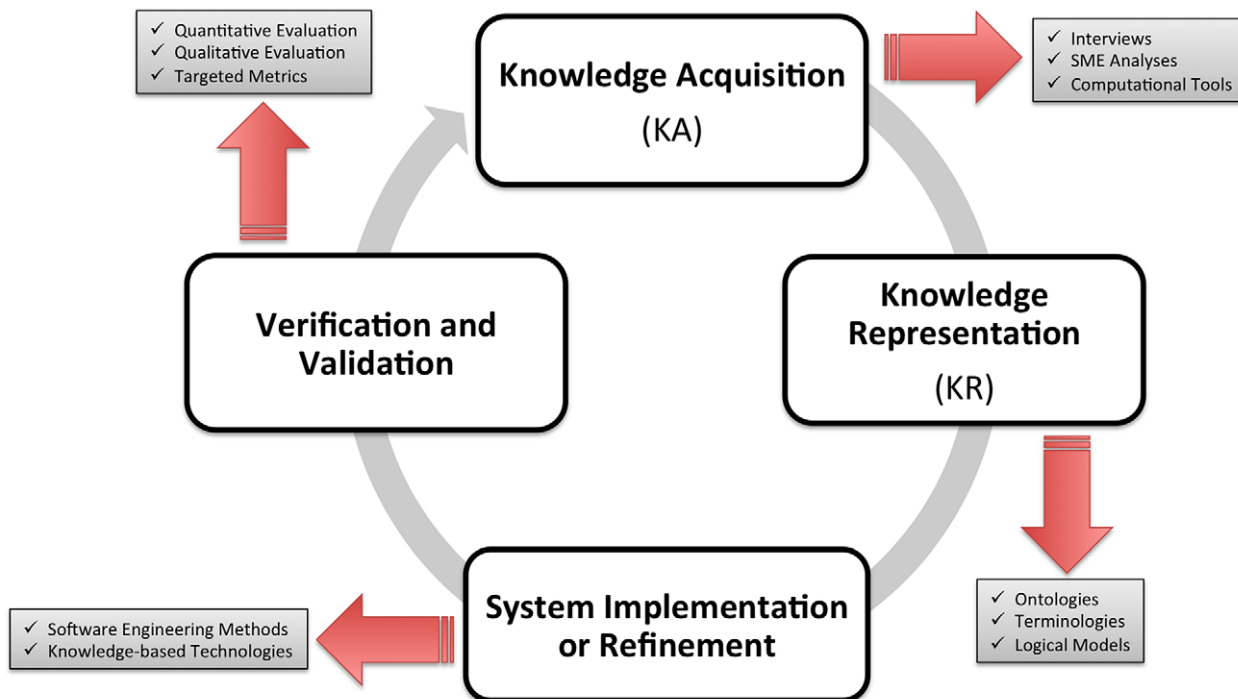 ✓ Quantitative Evaluation
✓ Qualitative Evaluation
✓ Targeted Metrics
Knowledge Acquisition
(KA)
✓ Interviews
✓ SME Analyses
✓ Computational Tools
Verification and
Validation
Knowledge
Representation
(KR)
System Implementation
or Refinement
✓ Software Engineering Methods
✓ Knowledge-based Technologies
✓ Ontologies
✓ Terminologies
✓ Logical Models